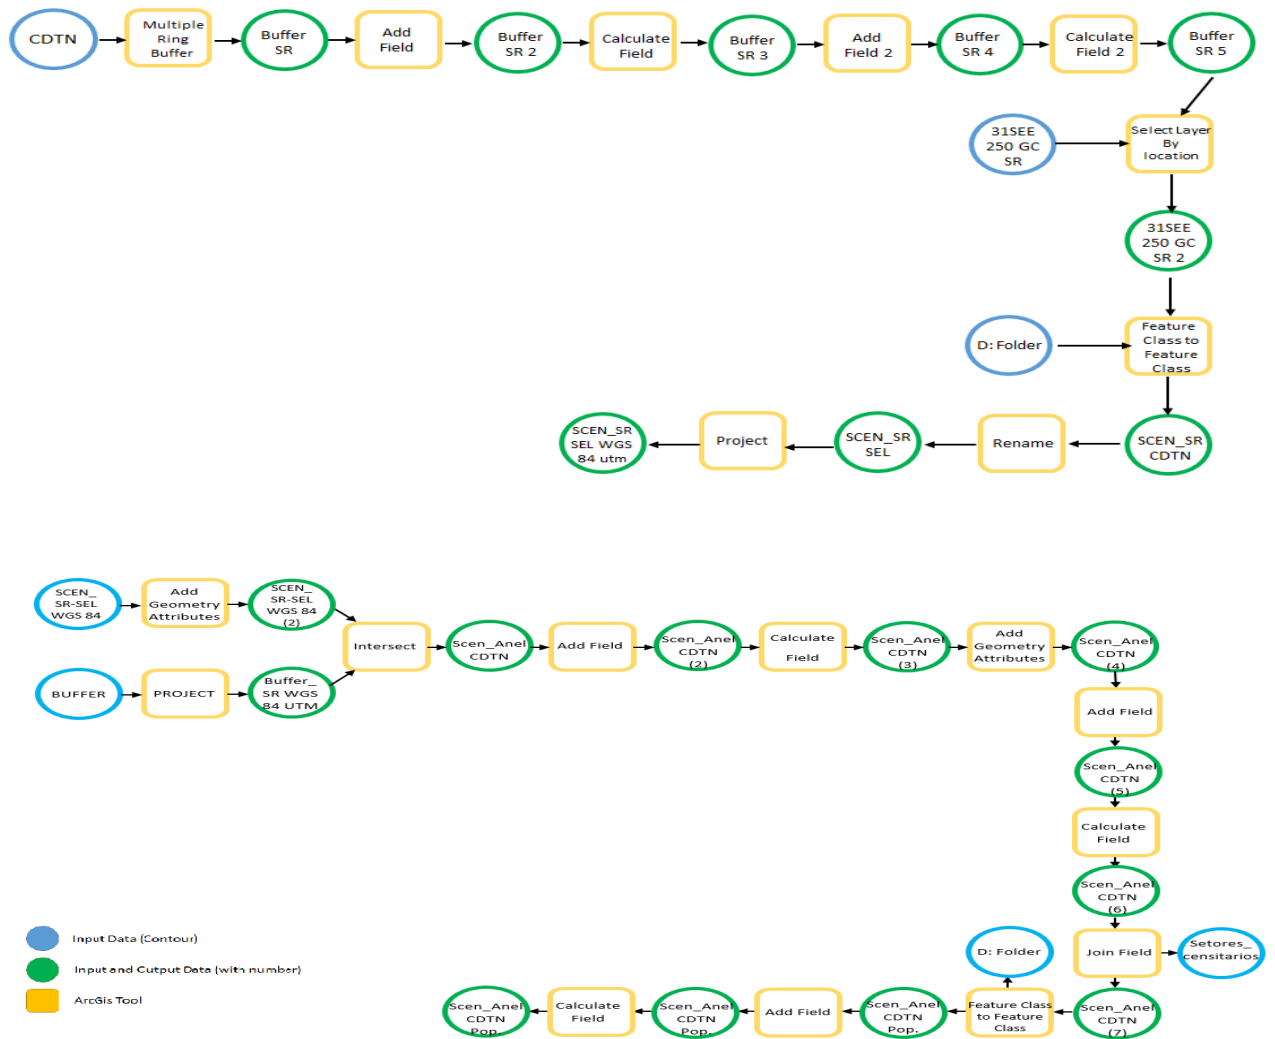 CDTN
Multiple
Ring
Buffer
Buffer
SR
Add
Field
Buffer
SR 2
Calculate
Field
Buffer
SR 3
Add
Field 2
Buffer
SR 4
Calculate
Field 2
Buffer
SR 5
31SEE
250 GC
SR
Select Layer
By
location
31SEE
250 GC
SR 2
D: Folder
Feature
Class to
Feature
Class
SCEN_SR
CDTN
Rename
SCEN_SR
SEL
Project
SCEN_SR
SEL WGS
84 utm
SCEN_
SR-SEL
WGS 84
Add
Geometry
Attributes
SCEN_
SR-SEL
WGS 84
(2)
BUFFER
PROJECT
Buffer_
SR WGS
84 UTM
Intersect
Scen_Anel
CDTN
Add Field
Scen_Anel
CDTN
(2)
Calculate
Field
Scen_Anel
CDTN
(3)
Add
Geometry
Attributes
Scen_Anel
CDTN
(4)
Add Field
Scen_Anel
CDTN
(5)
Calculate
Field
Scen_Anel
CDTN
(6)
Join Field
Setores_
censitarios
Scen_Anel
CDTN
(7)
Feature Class
to Feature
Class
D: Folder
Scen_Anel
CDTN
Pop.
Add Field
Scen_Anel
CDTN
Pop.
Calculate
Field
Scen_Anel
CDTN
Pop.
Input Data (Contour)
Input and Output Data (with number)
ArcGis Tool